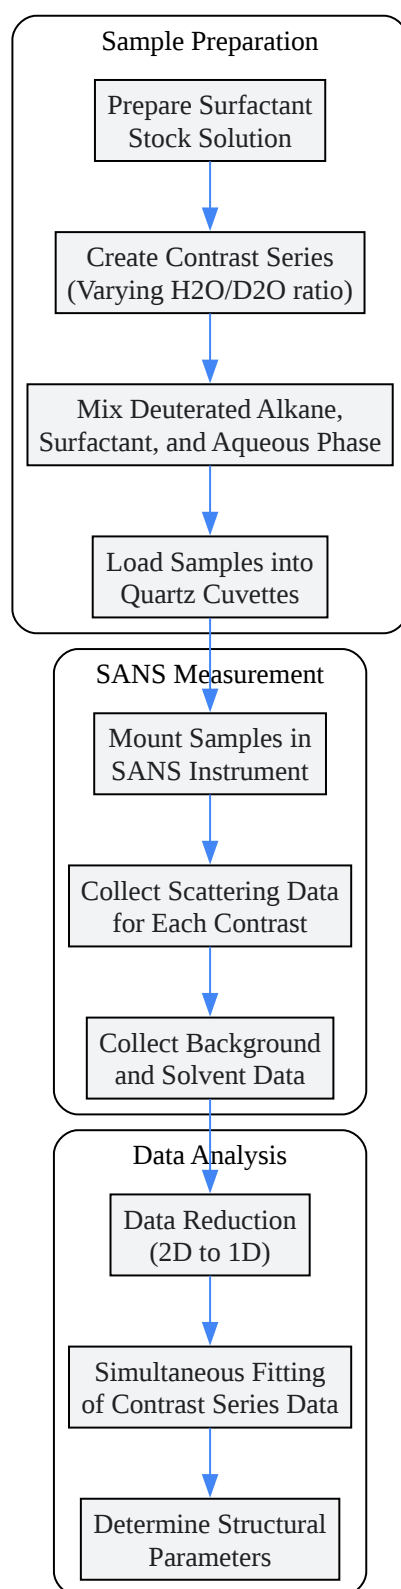 Sample Preparation
Prepare Surfactant
Stock Solution
Create Contrast Series
(Varying H2O/D2O ratio)
Mix Deuterated Alkane,
Surfactant, and Aqueous Phase
Load Samples into
Quartz Cuvettes
SANS Measurement
Mount Samples in
SANS Instrument
Collect Scattering Data
for Each Contrast
Collect Background
and Solvent Data
Data Analysis
Data Reduction
(2D to 1D)
Simultaneous Fitting
of Contrast Series Data
Determine Structural
Parameters